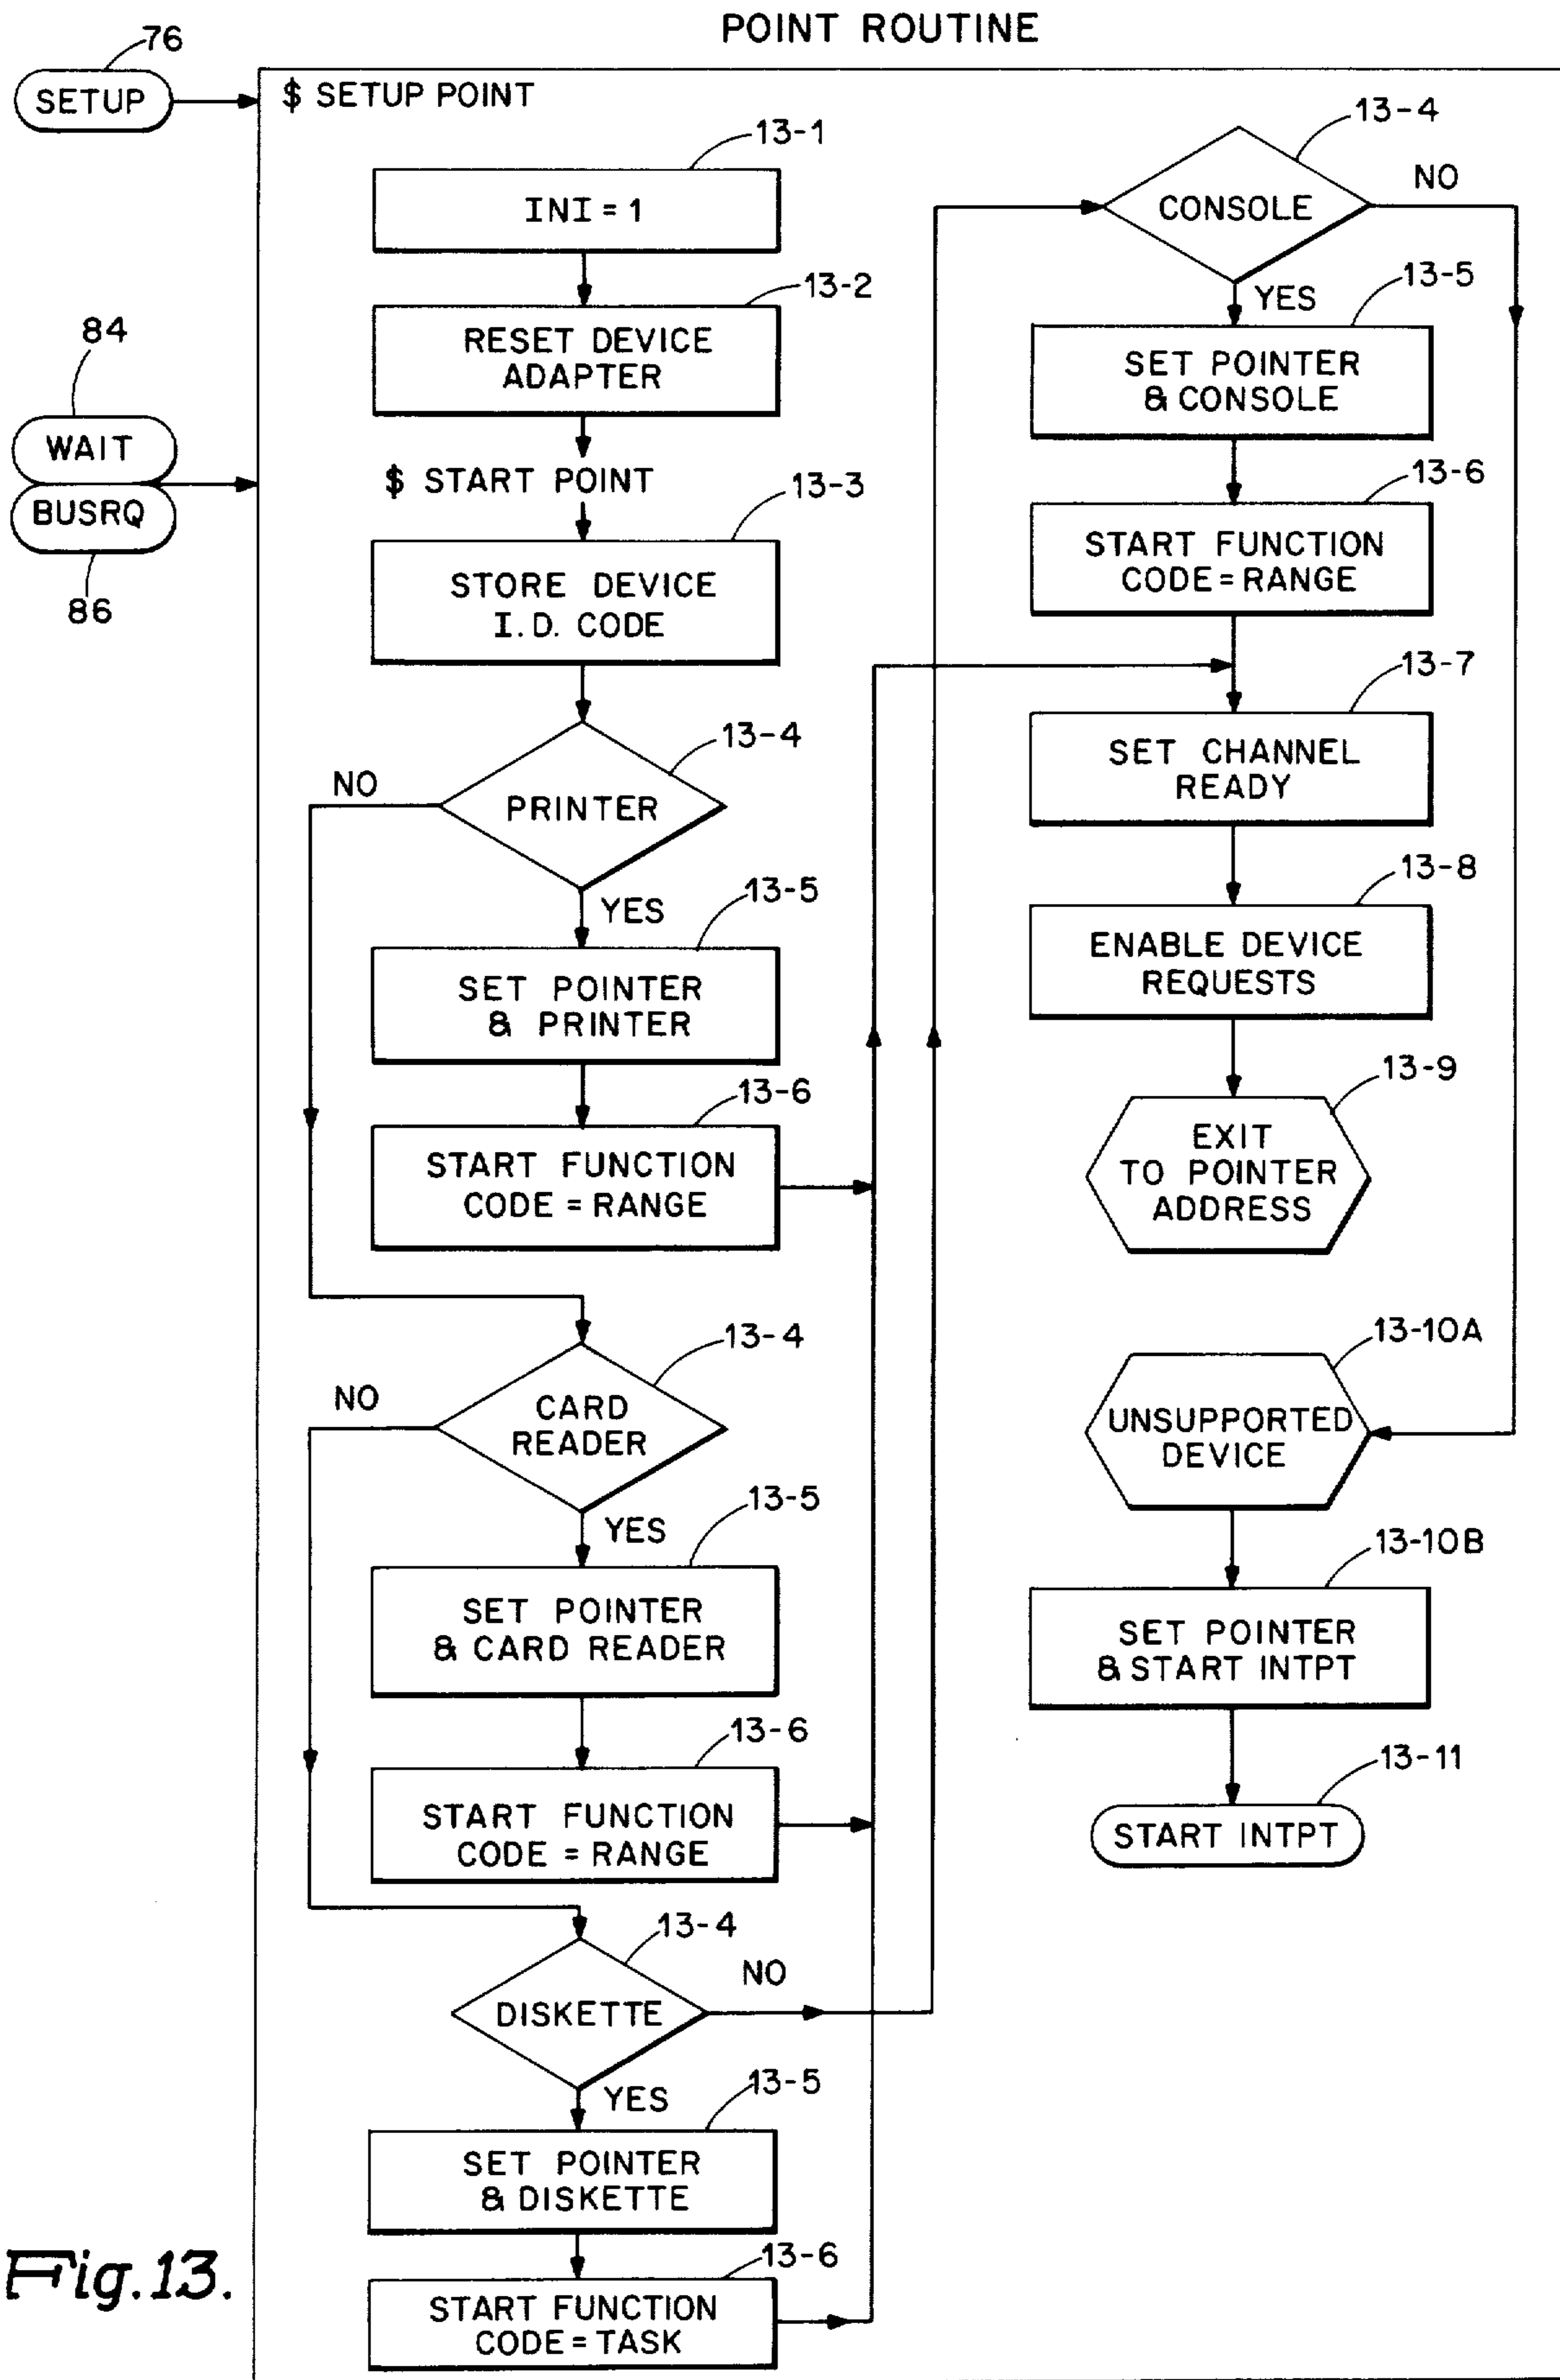 POINT ROUTINE
76
SETUP
$ SETUP POINT
13-1
INI = 1
13-2
RESET DEVICE
ADAPTER
84
WAIT
BUSRQ
86
$ START POINT
13-3
STORE DEVICE
I.D. CODE
13-4
PRINTER
NO
YES
13-5
SET POINTER
& PRINTER
13-6
START FUNCTION
CODE = RANGE
13-4
CARD
READER
NO
YES
13-5
SET POINTER
& CARD READER
13-6
START FUNCTION
CODE = RANGE
13-4
DISKETTE
NO
YES
13-5
SET POINTER
& DISKETTE
13-6
START FUNCTION
CODE = TASK
13-4
CONSOLE
NO
YES
13-5
SET POINTER
& CONSOLE
13-6
START FUNCTION
CODE = RANGE
13-7
SET CHANNEL
READY
13-8
ENABLE DEVICE
REQUESTS
13-9
EXIT
TO POINTER
ADDRESS
13-10A
UNSUPPORTED
DEVICE
13-10B
SET POINTER
& START INTPT
13-11
START INTPT
Fig. 13.